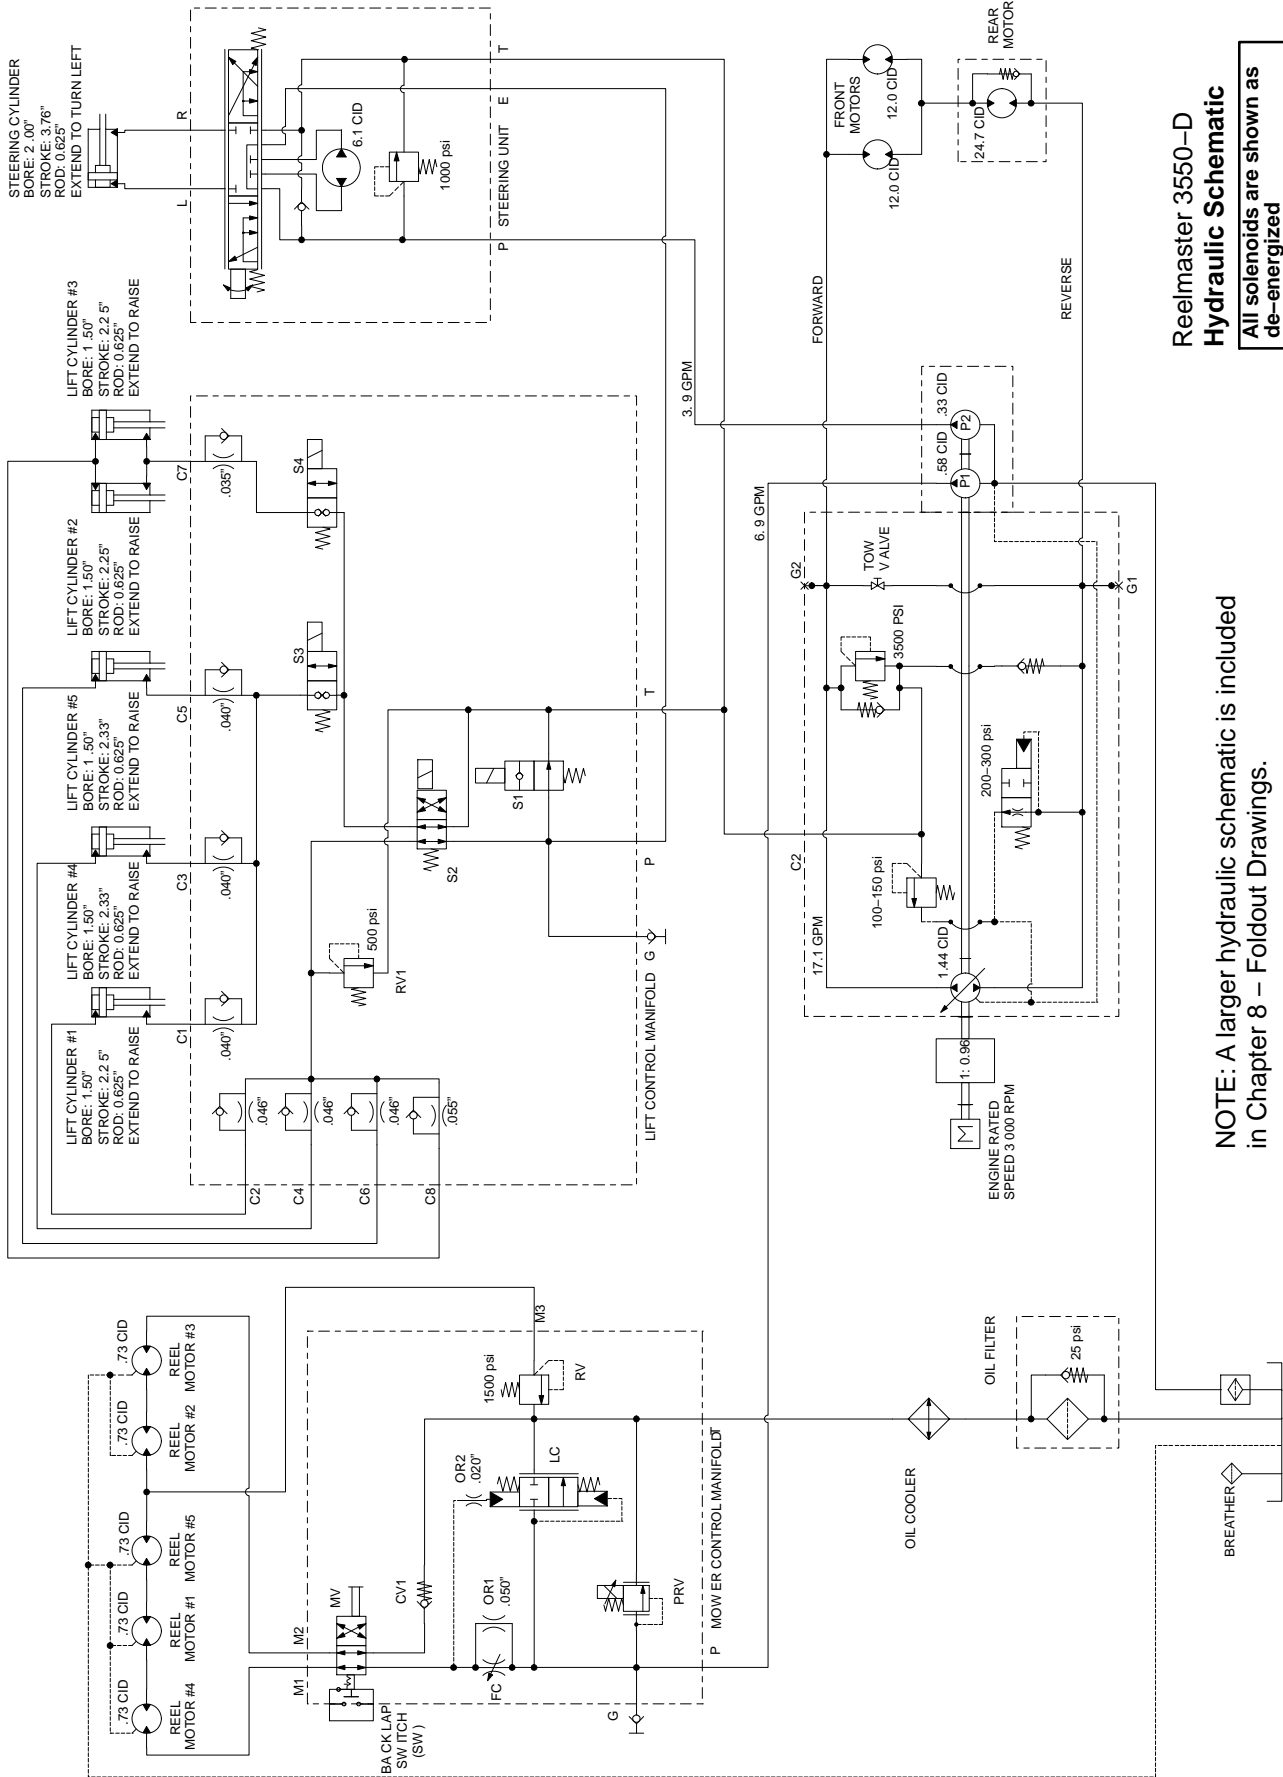 STEERING CYLINDER
BORE: 2 .00"
STROKE: 3.76"
ROD: 0.625"
EXTEND TO TURN LEFT
L
R
6.1 CID
1000 psi
P
E
T
STEERING UNIT
LIFT CYLINDER #1
BORE: 1.50"
STROKE: 2.2 5"
ROD: 0.625"
EXTEND TO RAISE
LIFT CYLINDER #4
BORE: 1.50"
STROKE: 2.33"
ROD: 0.625"
EXTEND TO RAISE
LIFT CYLINDER #5
BORE: 1 .50"
STROKE: 2.33"
ROD: 0.625"
EXTEND TO RAISE
LIFT CYLINDER #2
BORE: 1.50"
STROKE: 2.25"
ROD: 0.625"
EXTEND TO RAISE
LIFT CYLINDER #3
BORE: 1 .50"
STROKE: 2.2 5"
ROD: 0.625"
EXTEND TO RAISE
C1
.040"
C3
.040"
C5
.040"
C7
.035"
S3
S4
C2
.046"
C4
.046"
C6
.046"
C8
.055"
500 psi
RV1
S2
S1
LIFT CONTROL MANIFOLD
G
P
T
.73 CID
REEL
MOTOR #4
.73 CID
REEL
MOTOR #1
.73 CID
REEL
MOTOR #5
.73 CID
REEL
MOTOR #2
.73 CID
REEL
MOTOR #3
M1
M2
M3
MV
BA CK LAP
SW ITCH
(SW )
CV1
1500 psi
RV
OR2
.020"
LC
OR1
.050"
FC
PRV
G
P
MOW ER CONTROL MANIFOLD
T
OIL COOLER
OIL FILTER
25 psi
BREATHER
3. 9 GPM
6. 9 GPM
FORWARD
REVERSE
FRONT
MOTORS
12.0 CID
12.0 CID
REAR
MOTOR
24.7 CID
.58 CID
.33 CID
P1
P2
G2
TOW
V ALVE
G1
3500 PSI
200–300 psi
100–150 psi
C2
17.1 GPM
1.44 CID
1: 0.96
M
ENGINE RATED
SPEED 3 000 RPM
Reelmaster 3550–D
Hydraulic Schematic
All solenoids are shown as
de–energized
NOTE: A larger hydraulic schematic is included
in Chapter 8 – Foldout Drawings.